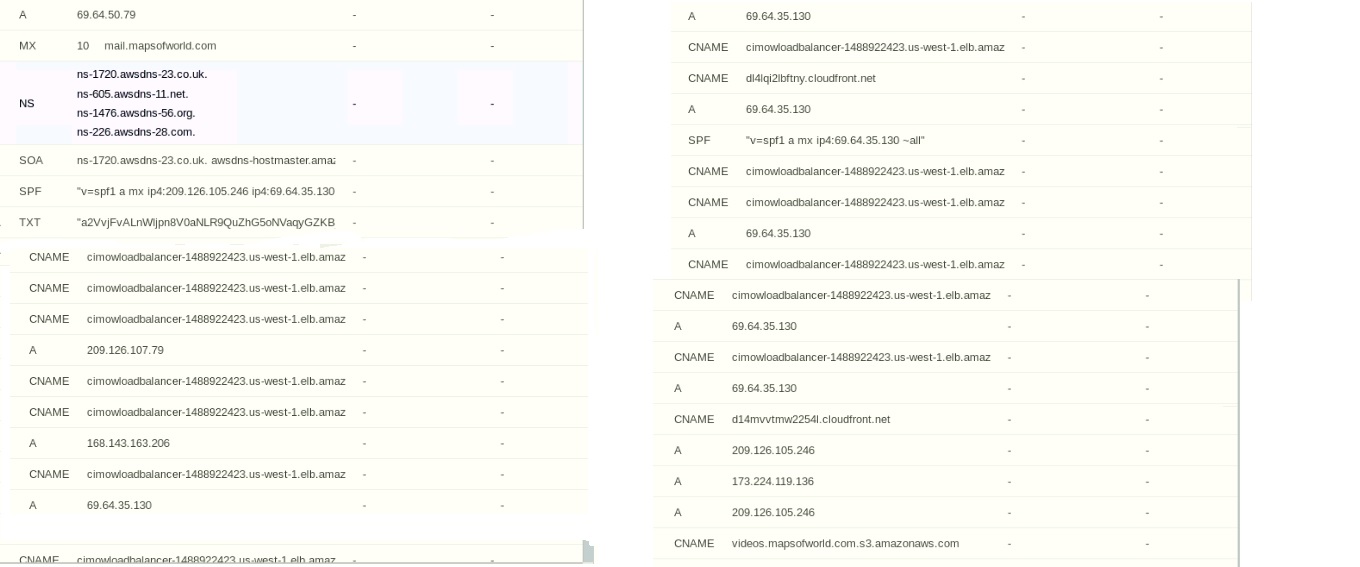 A 69.64.50.79 - -
MX 10 mail.mapsofworld.com - -
ns-1720.awsdns-23.co.uk.
ns-605.awsdns-11.net.
NS - -
ns-1476.awsdns-56.org.
ns-226.awsdns-28.com.
SOA ns-1720.awsdns-23.co.uk. awsdns-hostmaster.amaz - -
SPF "v=spf1 a mx ip4:209.126.105.246 ip4:69.64.35.130 - -
TXT "a2VvjFvALnWljpn8V0aNLR9QuZhG5oNVaqyGZKB - -
CNAME cimowloadbalancer-1488922423.us-west-1.elb.amaz - -
CNAME cimowloadbalancer-1488922423.us-west-1.elb.amaz - -
CNAME cimowloadbalancer-1488922423.us-west-1.elb.amaz - -
A 209.126.107.79 - -
CNAME cimowloadbalancer-1488922423.us-west-1.elb.amaz - -
CNAME cimowloadbalancer-1488922423.us-west-1.elb.amaz - -
A 168.143.163.206 - -
CNAME cimowloadbalancer-1488922423.us-west-1.elb.amaz - -
A 69.64.35.130 - -
CNAME cimowloadbalancer-1488922423.us-west-1.elb.amaz - -
A 69.64.35.130 - -
CNAME cimowloadbalancer-1488922423.us-west-1.elb.amaz - -
CNAME dl4lqi2lbftny.cloudfront.net - -
A 69.64.35.130 - -
SPF "v=spf1 a mx ip4:69.64.35.130 ~all" - -
CNAME cimowloadbalancer-1488922423.us-west-1.elb.amaz - -
CNAME cimowloadbalancer-1488922423.us-west-1.elb.amaz - -
A 69.64.35.130 - -
CNAME cimowloadbalancer-1488922423.us-west-1.elb.amaz - -
CNAME cimowloadbalancer-1488922423.us-west-1.elb.amaz - -
A 69.64.35.130 - -
CNAME cimowloadbalancer-1488922423.us-west-1.elb.amaz - -
A 69.64.35.130 - -
CNAME d14mvvtmw2254l.cloudfront.net - -
A 209.126.105.246 - -
A 173.224.119.136 - -
A 209.126.105.246 - -
CNAME videos.mapsofworld.com.s3.amazonaws.com - -